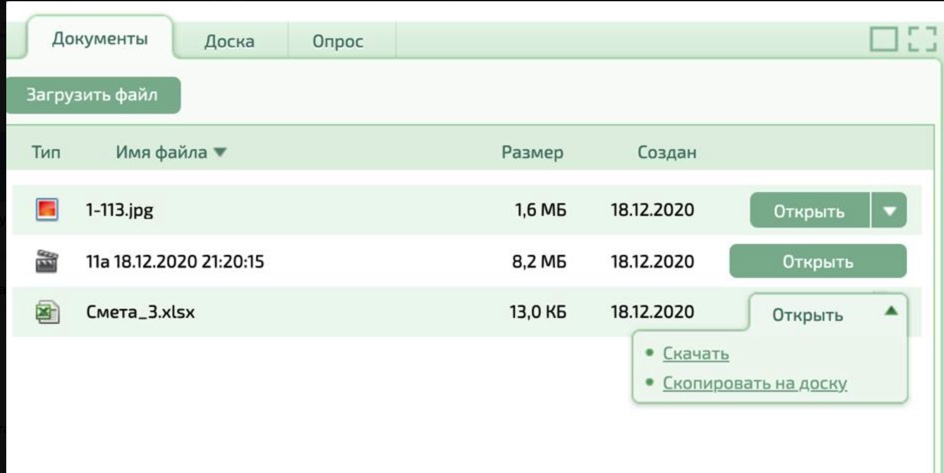 Документы Доска Опрос
Загрузить файл
Тип Имя файла Размер Создан
1-113.jpg 1,6 МБ 18.12.2020 Открыть
11а 18.12.2020 21:20:15 8,2 МБ 18.12.2020 Открыть
Смета_3.xlsx 13,0 КБ 18.12.2020 Открыть
Скачать
Скопировать на доску